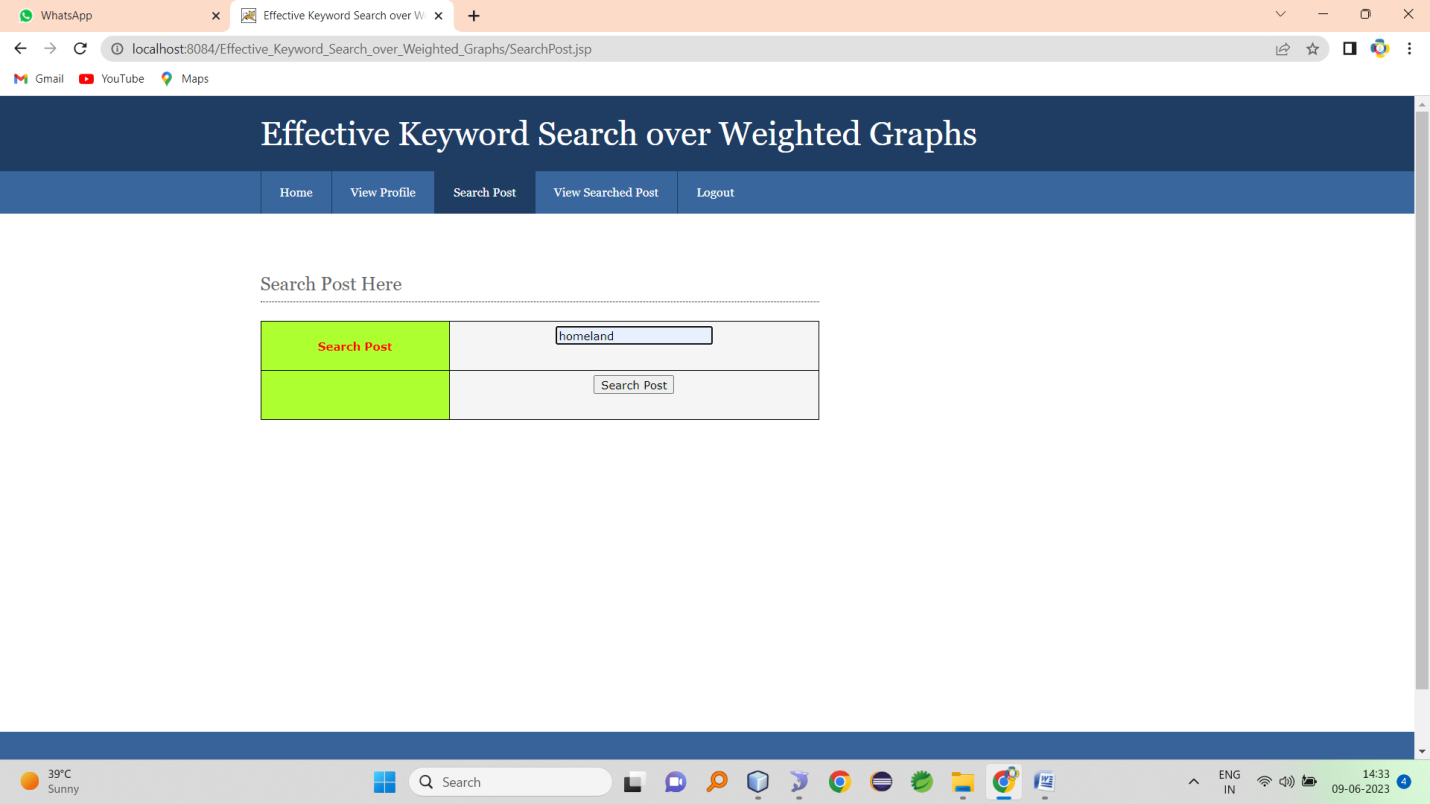 WhatsApp
Effective Keyword Search over W
localhost:8084/Effective_Keyword_Search_over_Weighted_Graphs/SearchPost.jsp
Gmail YouTube Maps
Effective Keyword Search over Weighted Graphs
Home View Profile Search Post View Searched Post Logout
Search Post Here
Search Post homeland
Search Post
39°C
Sunny
Search
ENG
IN
14:33
09-06-2023
4